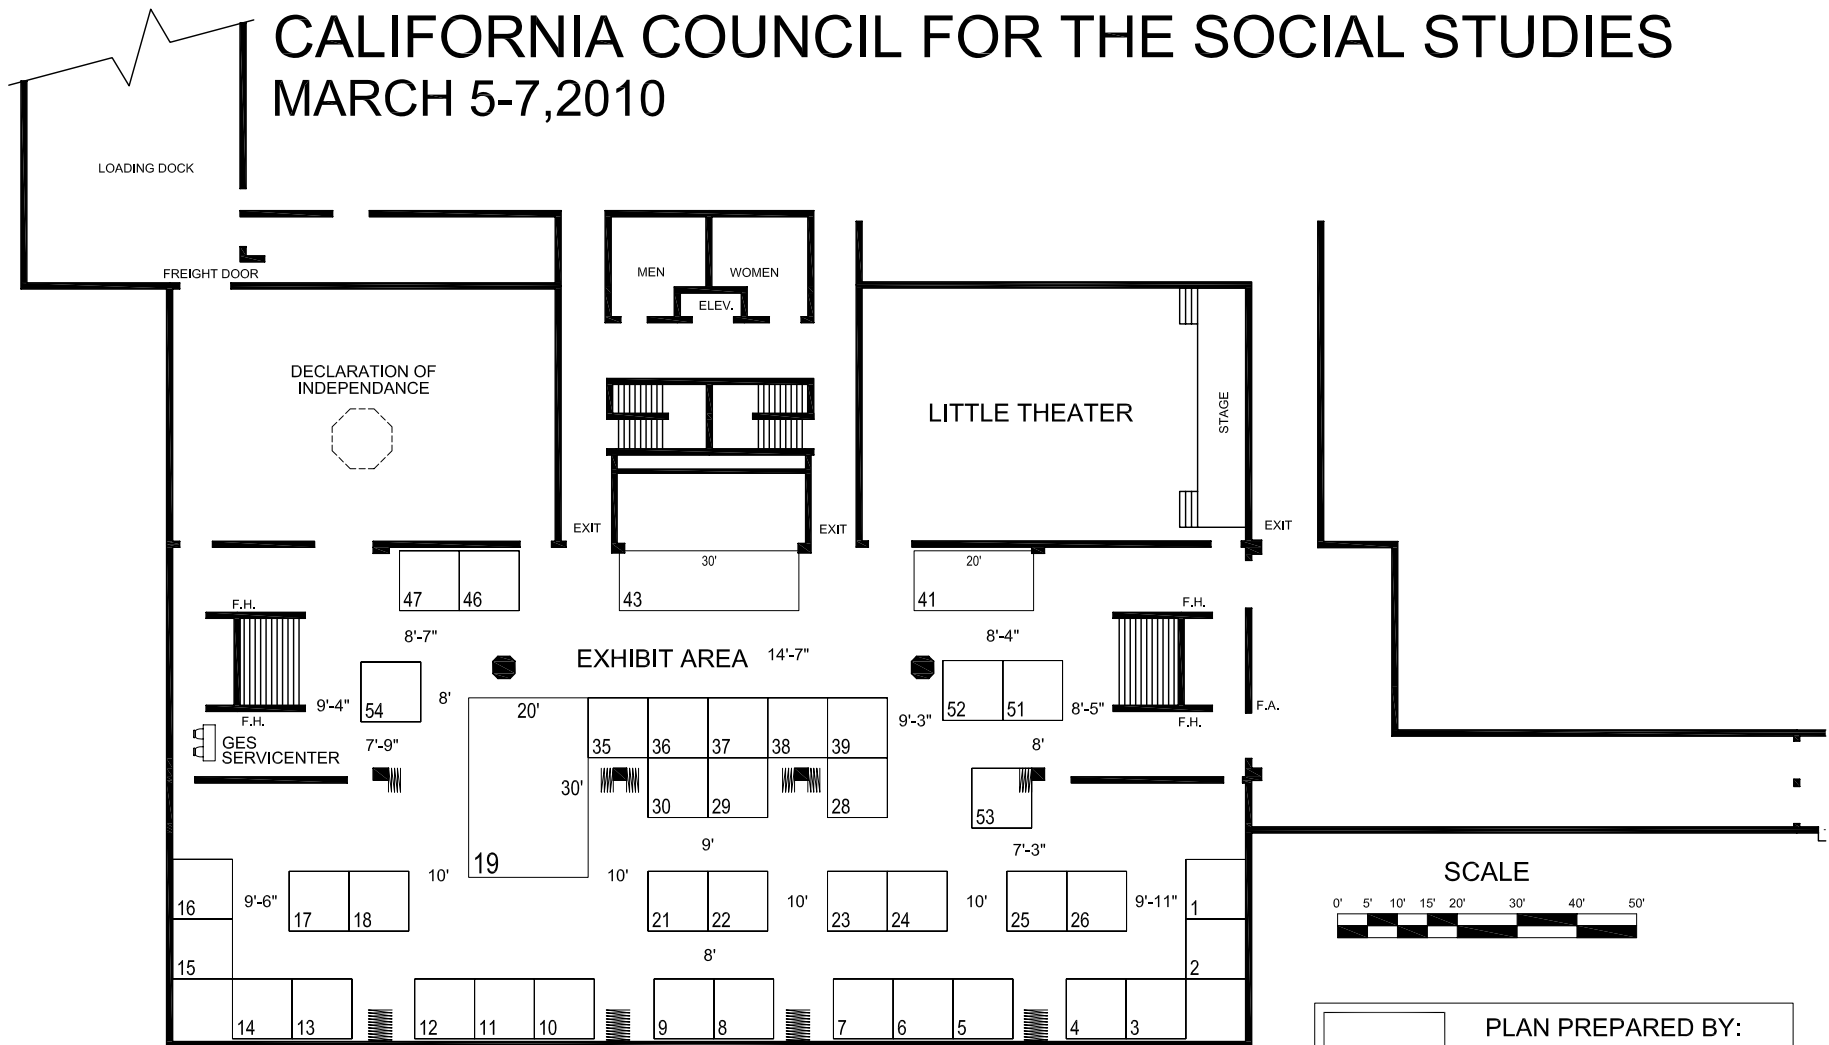 CALIFORNIA COUNCIL FOR THE SOCIAL STUDIES
MARCH 5-7,2010
LOADING DOCK
FREIGHT DOOR
MEN
WOMEN
ELEV.
DECLARATION OF
INDEPENDANCE
LITTLE THEATER
STAGE
EXIT
EXIT
EXIT
30'
20'
47
46
43
41
F.H.
F.H.
8'-7"
8'-4"
EXHIBIT AREA
14'-7"
54
8'
9'-4"
52
51
8'-5"
9'-3"
F.A.
F.H.
F.H.
GES
SERVICENTER
7'-9"
20'
35
36
37
38
39
8'
30'
30
29
28
53
9'
7'-3"
19
16
9'-6"
17
18
10'
10'
21
22
10'
23
24
10'
25
26
9'-11"
1
SCALE
0' 5' 10' 15' 20' 30' 40' 50'
15
8'
2
14
13
12
11
10
9
8
7
6
5
4
3
PLAN PREPARED BY: